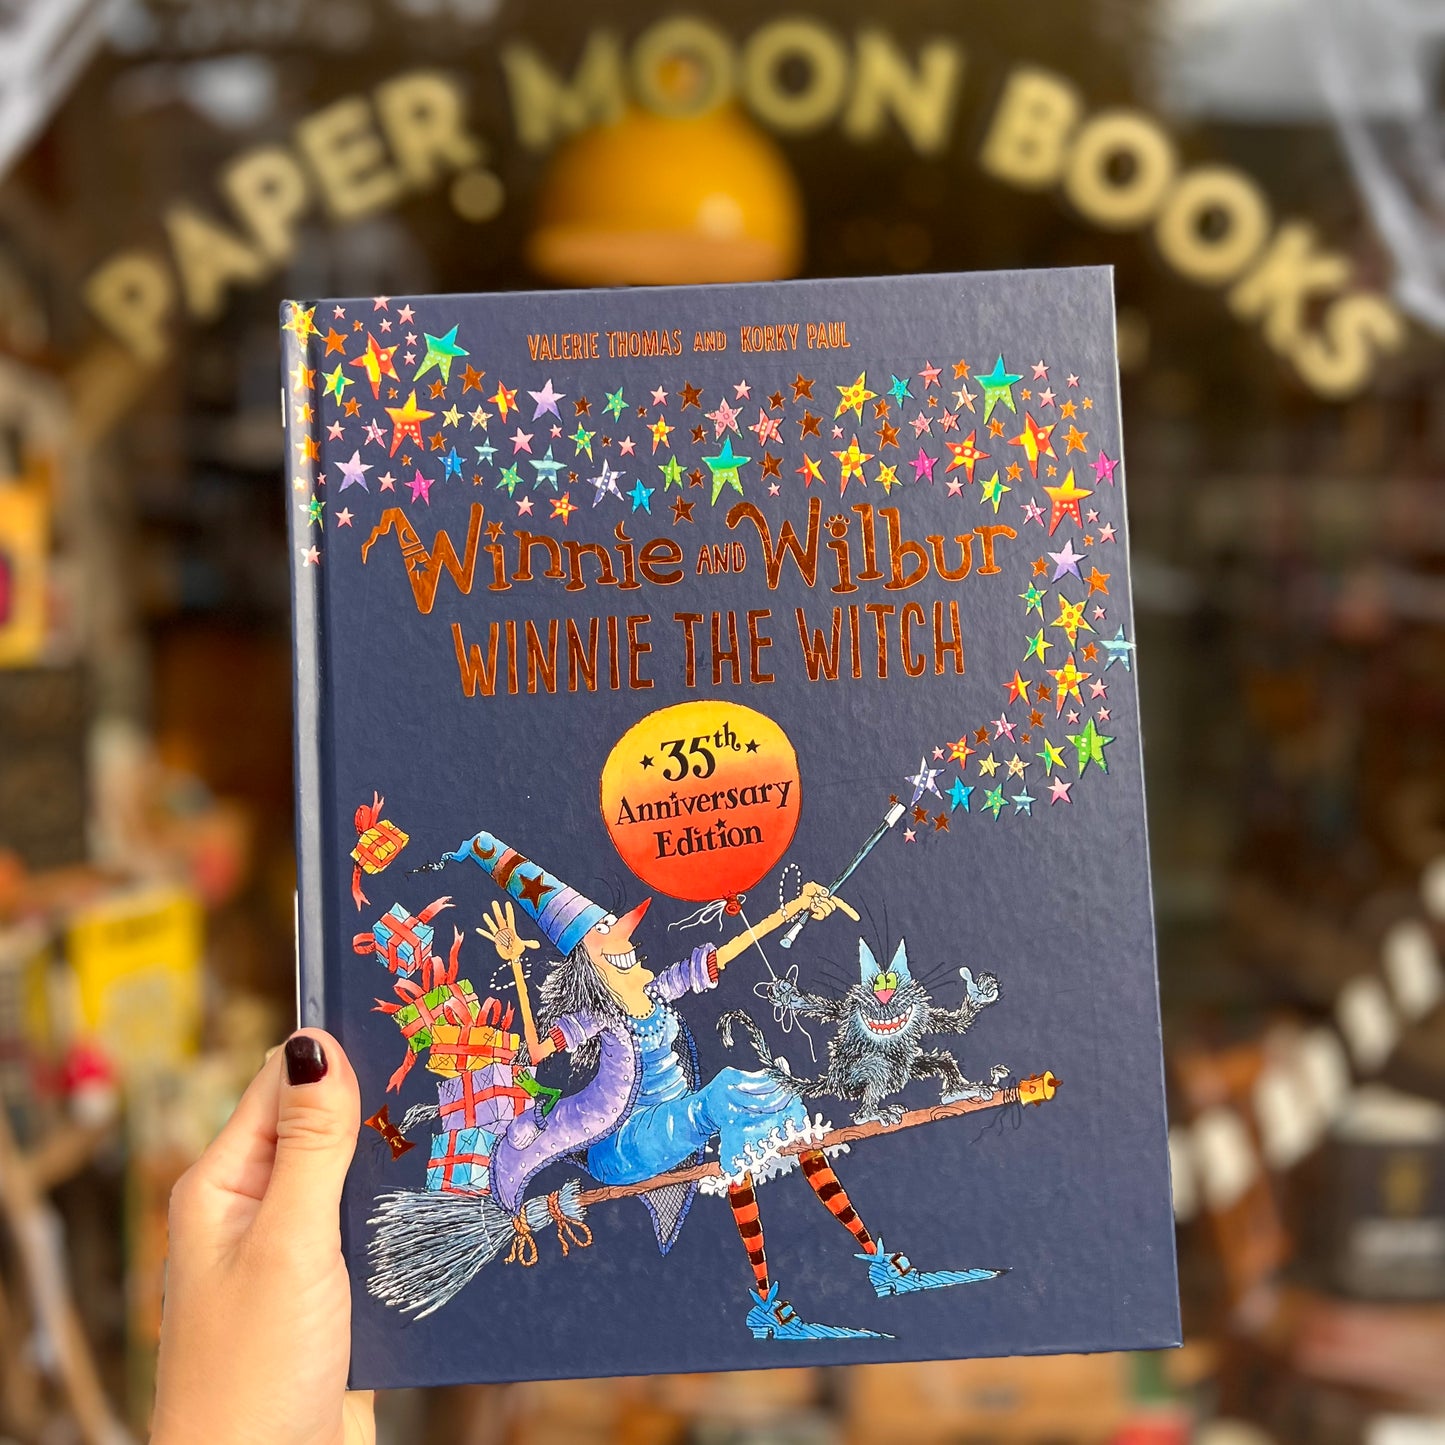 PAPER MOON BOOKS
VALERIE THOMAS AND KORKY PAUL
Winnie AND Wilbur
WINNIE THE WITCH
35th
Anniversary
Edition